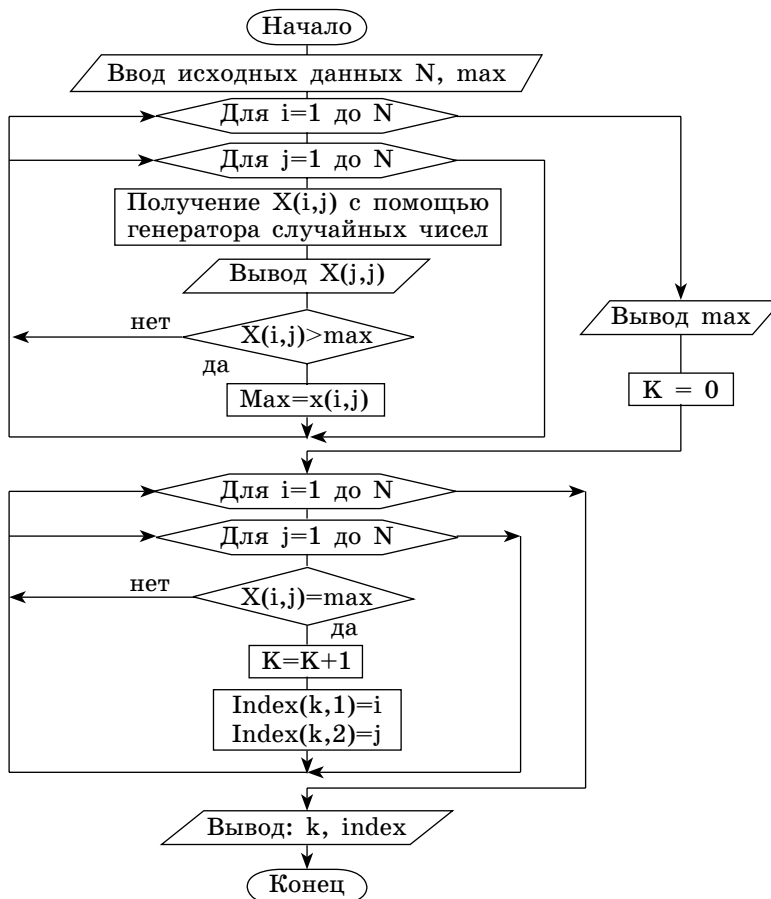 Начало
Ввод исходных данных N, max
Для i=1 до N
Для j=1 до N
Получение X(i,j) с помощью
генератора случайных чисел
Вывод X(j,j)
нет
X(i,j)>max
да
Max=x(i,j)
Вывод max
K = 0
Для i=1 до N
Для j=1 до N
нет
X(i,j)=max
да
K=K+1
Index(k,1)=i
Index(k,2)=j
Вывод: k, index
Конец